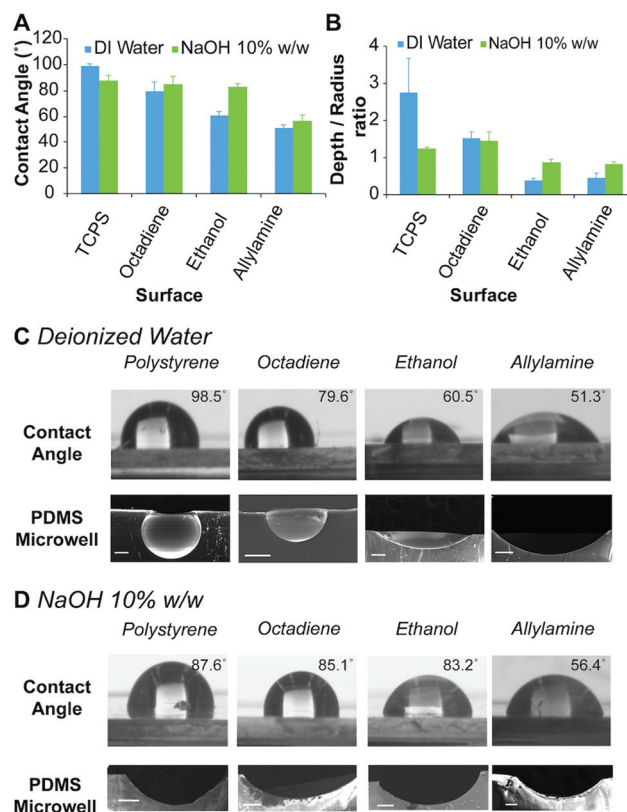 A
DI Water NaOH 10% w/w
Contact Angle (°)
120
100
80
60
40
20
0
TCPS Octadiene Ethanol Allylamine
Surface
B
DI Water NaOH 10% w/w
Depth / Radius
ratio
4
3
2
1
0
TCPS Octadiene Ethanol Allylamine
Surface
C Deionized Water
Polystyrene Octadiene Ethanol Allylamine
98.5° 79.6° 60.5° 51.3°
Contact
Angle
PDMS
Microwell
D NaOH 10% w/w
Polystyrene Octadiene Ethanol Allylamine
87.6° 85.1° 83.2° 56.4°
Contact
Angle
PDMS
Microwell